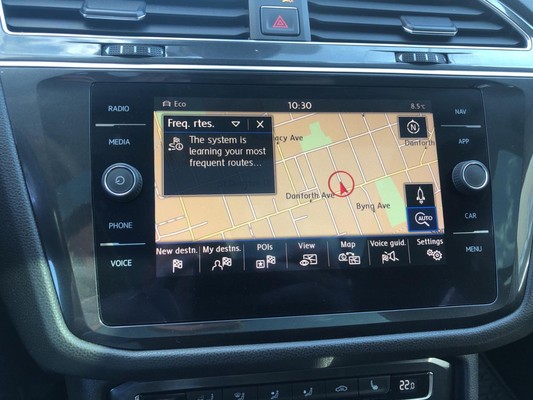 RADIO
MEDIA
PHONE
VOICE
Eco
10:30
8.5°C
Freq. rtes.
The system is
learning your most
frequent routes...
N
Danforth
Danforth Ave
Byng Ave
AUTO
New destn.
My destns.
POIs
View
Map
Voice guid.
Settings
NAV
APP
CAR
MENU
22.0